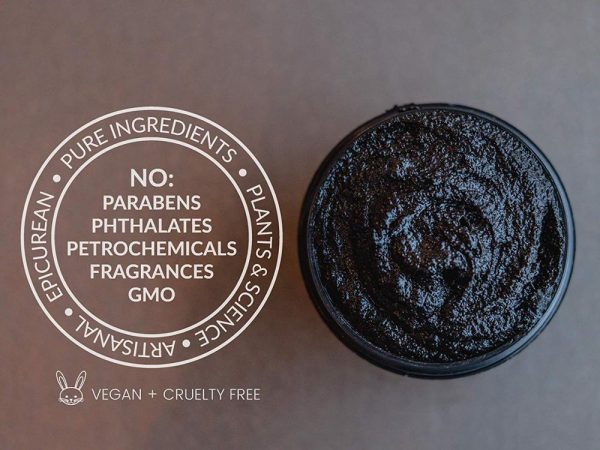 PURE INGREDIENTS • PLANTS & SCIENCE • ARTISANAL • EPICUREAN •
NO:
PARABENS
PHTHALATES
PETROCHEMICALS
FRAGRANCES
GMO
VEGAN + CRUELTY FREE